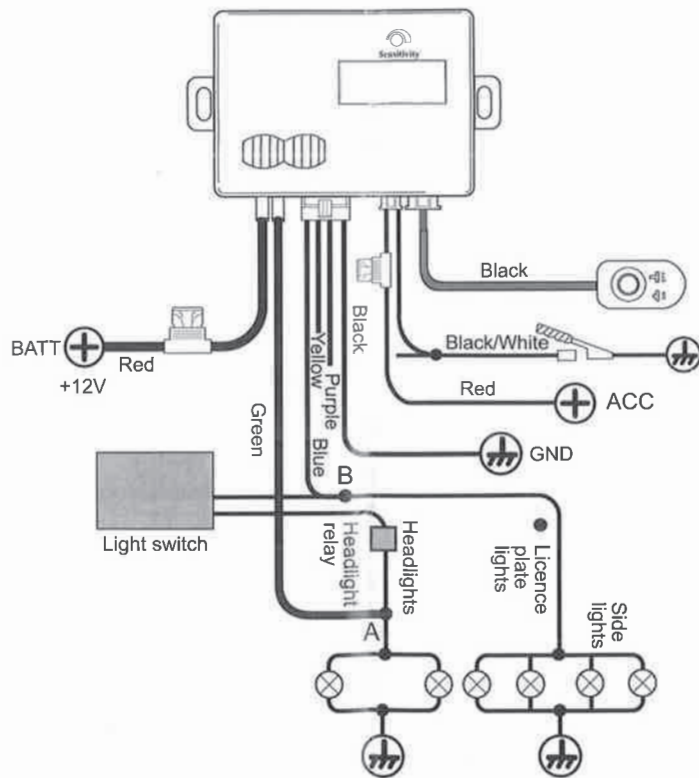 Sensitivity
Black
BATT
+12V
Red
Black/White
Red
ACC
GND
Green
Blue
Yellow
Purple
Black
B
Light switch
Headlight
relay
Headlights
Licence
plate
lights
Side
lights
A